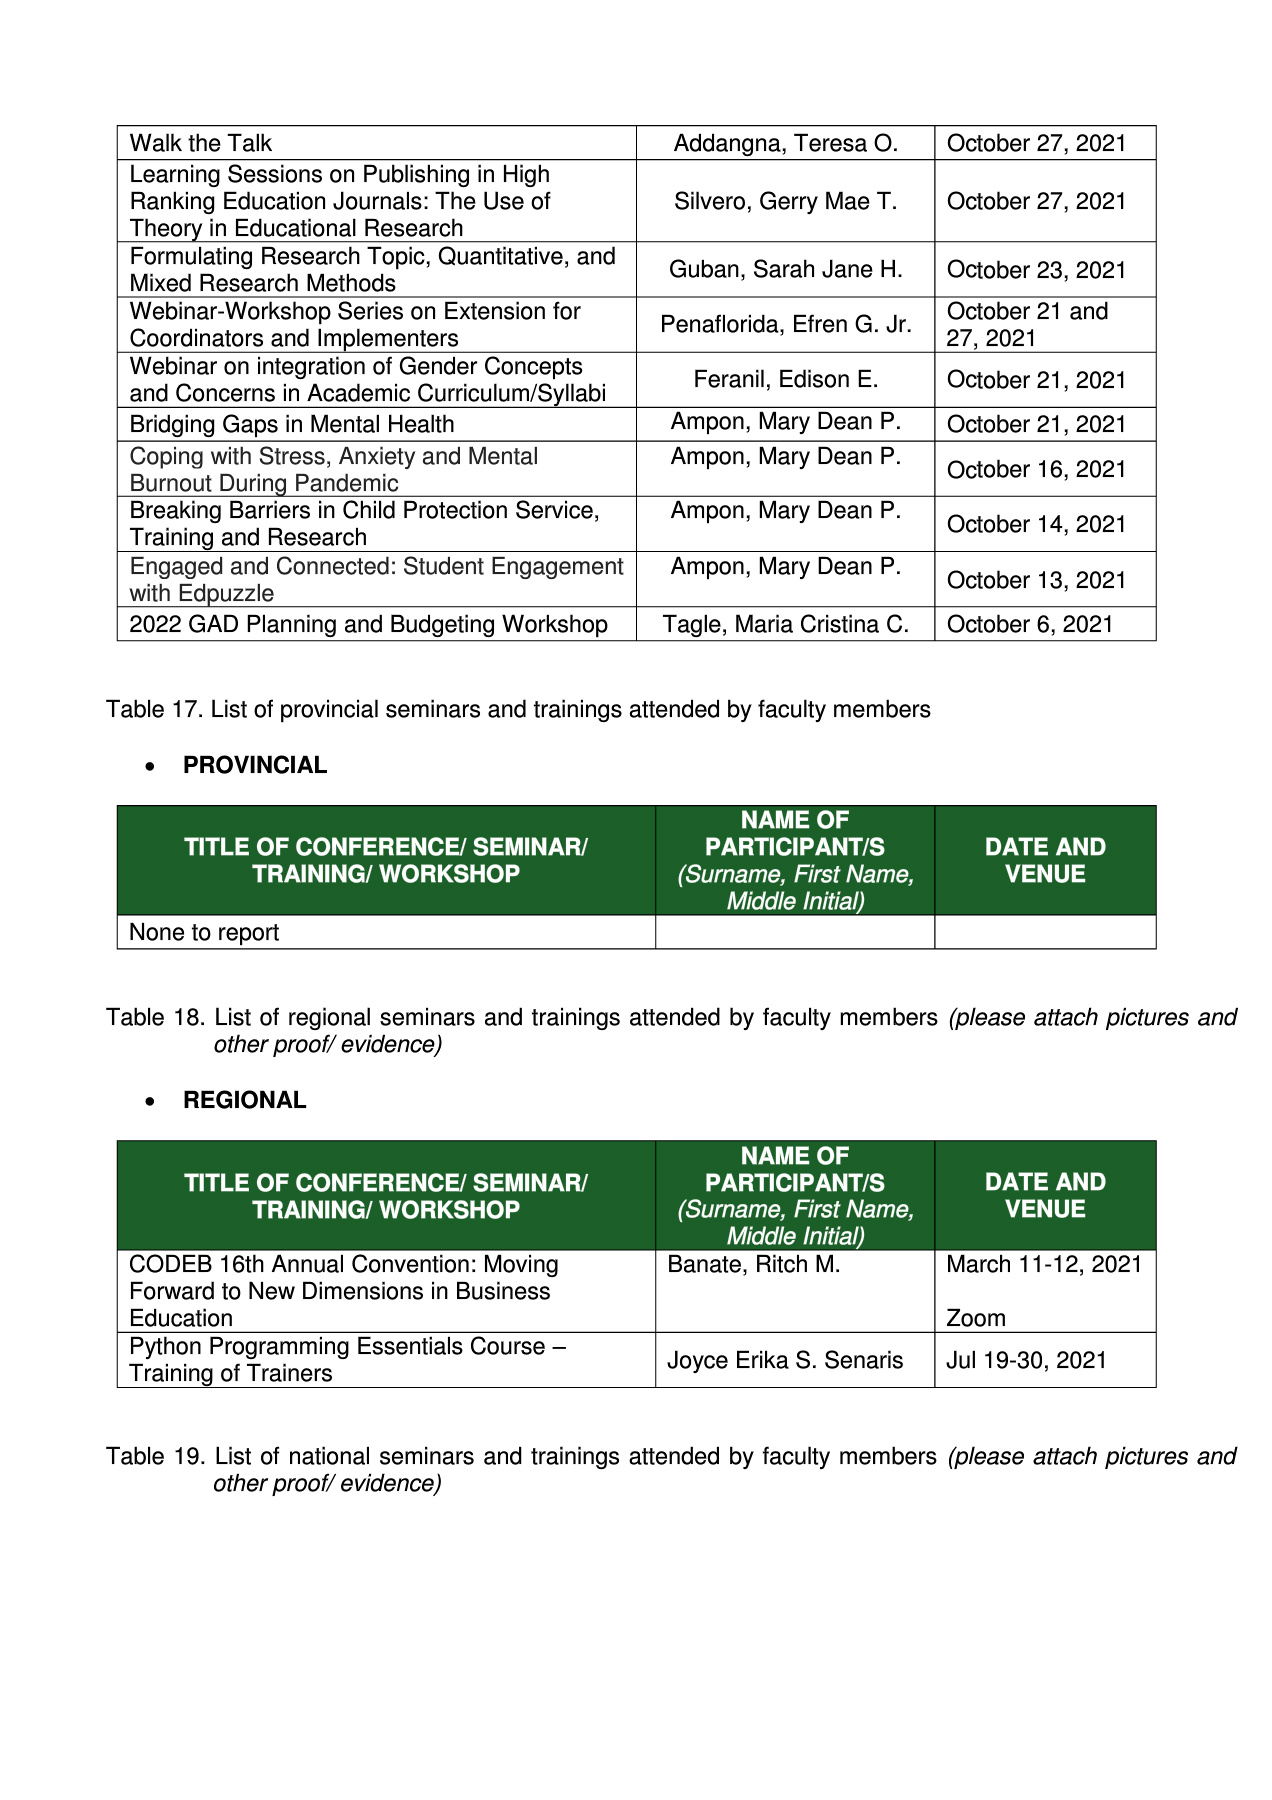 Walk the Talk Addangna, Teresa O. October 27, 2021
Learning Sessions on Publishing in High
Ranking Education Journals: The Use of Silvero, Gerry Mae T. October 27, 2021
Theory in Educational Research
Formulating Research Topic, Quantitative, and
Mixed Research Methods
Guban, Sarah Jane H. October 23, 2021
Webinar-Workshop Series on Extension for
Coordinators and Implementers
Penaflorida, Efren G. Jr.
October 21 and
27, 2021
Webinar on integration of Gender Concepts
and Concerns in Academic Curriculum/Syllabi
Feranil, Edison E. October 21, 2021
Bridging Gaps in Mental Health Ampon, Mary Dean P. October 21, 2021
Coping with Stress, Anxiety and Mental
Burnout During Pandemic
Ampon, Mary Dean P.
October 16, 2021
Breaking Barriers in Child Protection Service,
Training and Research
Ampon, Mary Dean P.
October 14, 2021
Engaged and Connected: Student Engagement
with Edpuzzle
Ampon, Mary Dean P.
October 13, 2021
2022 GAD Planning and Budgeting Workshop Tagle, Maria Cristina C. October 6, 2021
Table 17. List of provincial seminars and trainings attended by faculty members
• PROVINCIAL
TITLE OF CONFERENCE/ SEMINAR/
TRAINING/ WORKSHOP
NAME OF
PARTICIPANT/S
(Surname, First Name,
Middle Initial)
DATE AND
VENUE
None to report
Table 18. List of regional seminars and trainings attended by faculty members (please attach pictures and
other proof/ evidence)
• REGIONAL
TITLE OF CONFERENCE/ SEMINAR/
TRAINING/ WORKSHOP
NAME OF
PARTICIPANT/S
(Surname, First Name,
Middle Initial)
DATE AND
VENUE
CODEB 16th Annual Convention: Moving
Forward to New Dimensions in Business
Education
Banate, Ritch M.
March 11-12, 2021
Zoom
Python Programming Essentials Course –
Training of Trainers
Joyce Erika S. Senaris Jul 19-30, 2021
Table 19. List of national seminars and trainings attended by faculty members (please attach pictures and
other proof/ evidence)